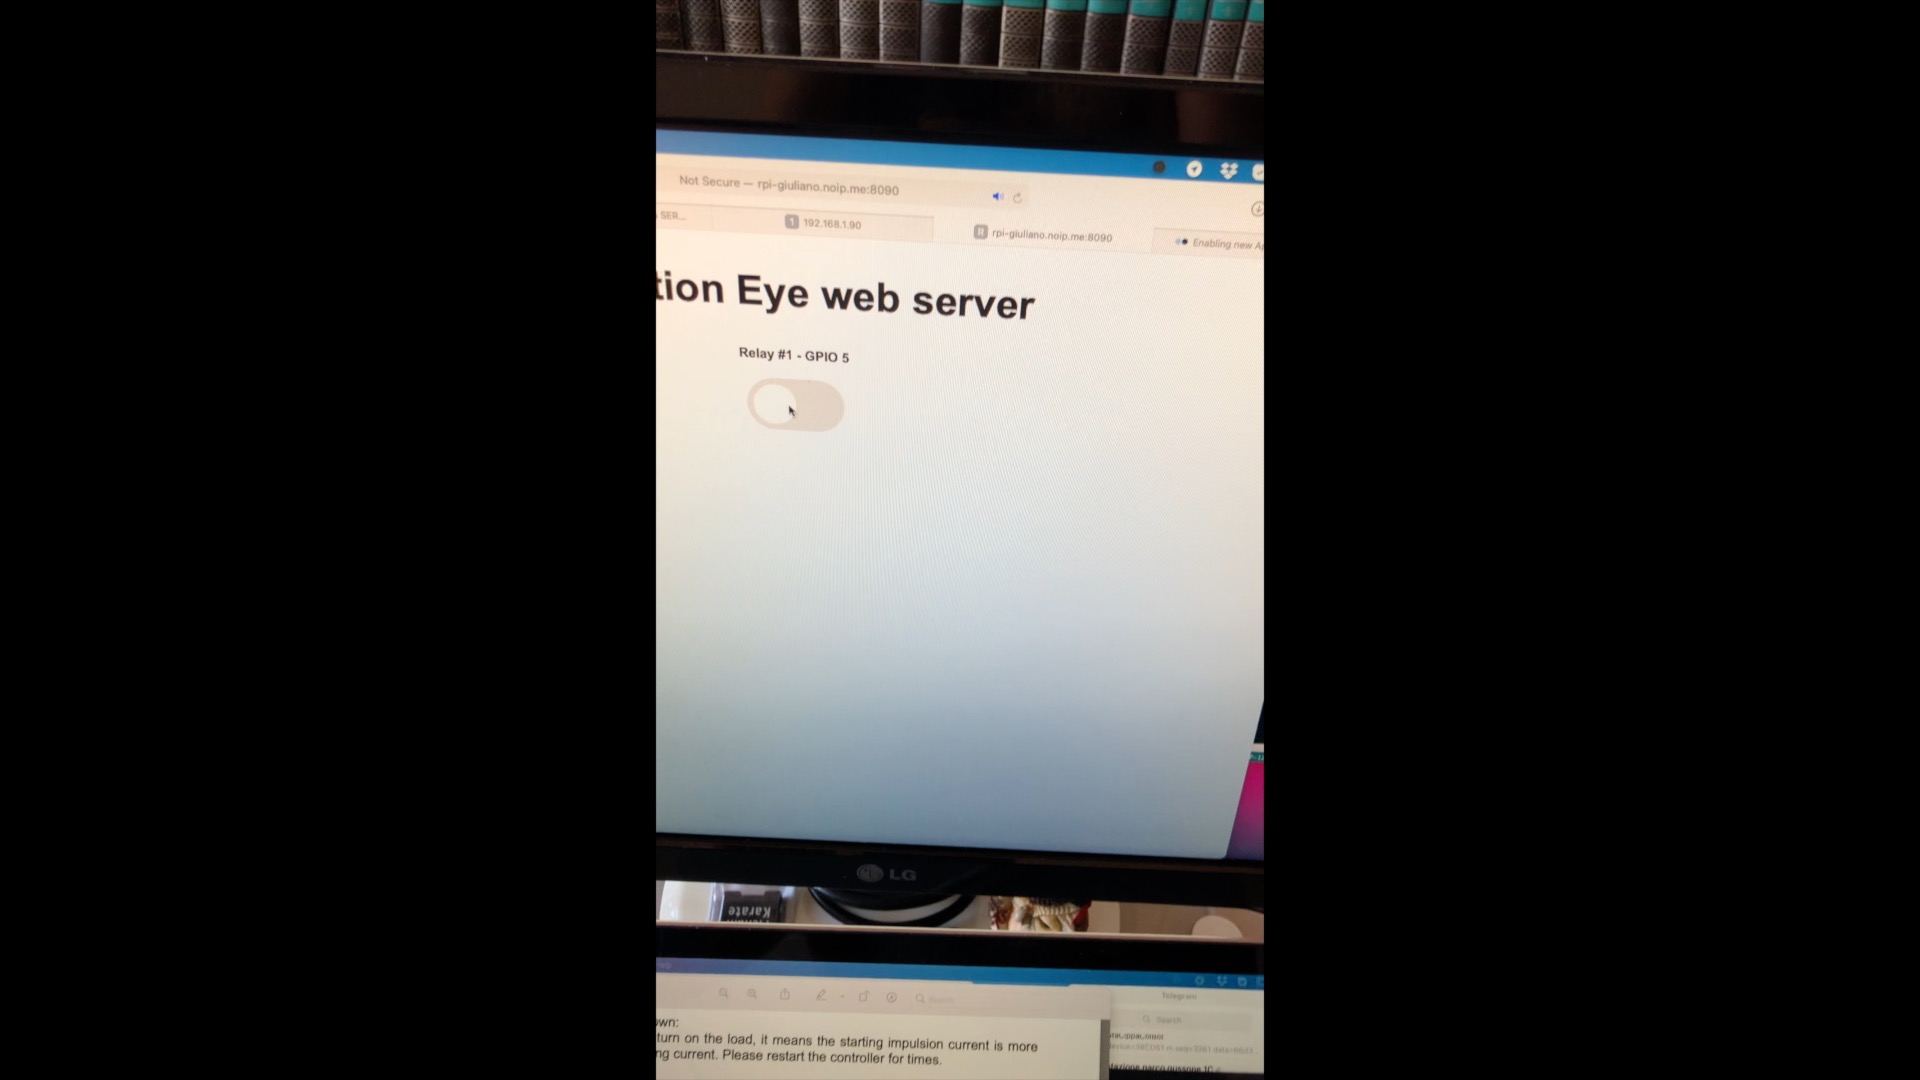 Not Secure — rpi-giuliano.noip.me:8090
SER...
1 192.168.1.90
R rpi-giuliano.noip.me:8090
Enabling new A
tion Eye web server
Relay #1 - GPIO 5
LG
Karate
Telegram
Search
Search
own:
turn on the load, it means the starting impulsion current is more
ng current. Please restart the controller for times.